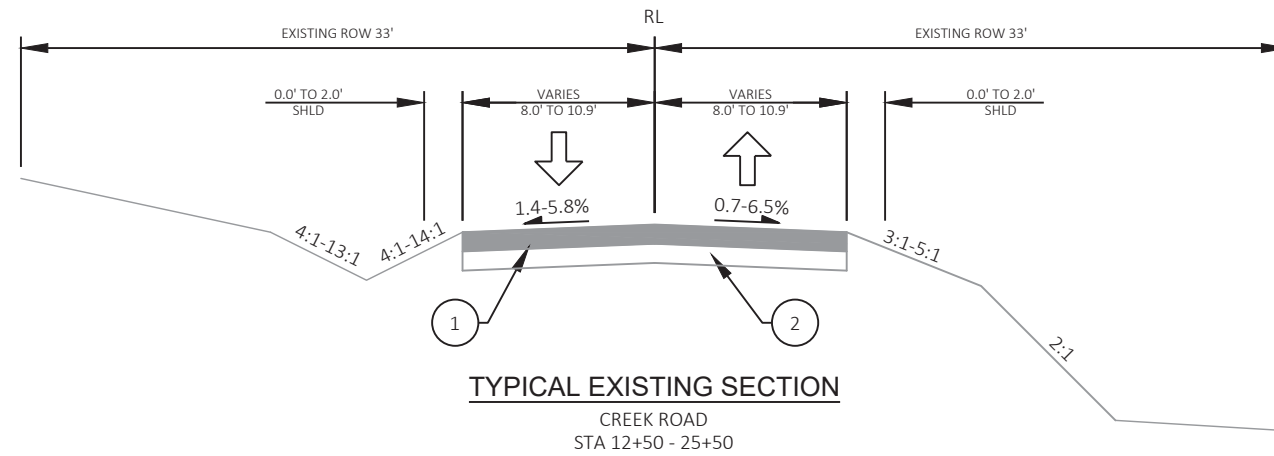 RL
EXISTING ROW 33'
EXISTING ROW 33'
0.0' TO 2.0'
SHLD
VARIES
8.0' TO 10.9'
VARIES
8.0' TO 10.9'
0.0' TO 2.0'
SHLD
1.4-5.8%
0.7-6.5%
4:1-13:1
4:1-14:1
3:1-5:1
2:1
1
2
TYPICAL EXISTING SECTION
CREEK ROAD
STA 12+50 - 25+50